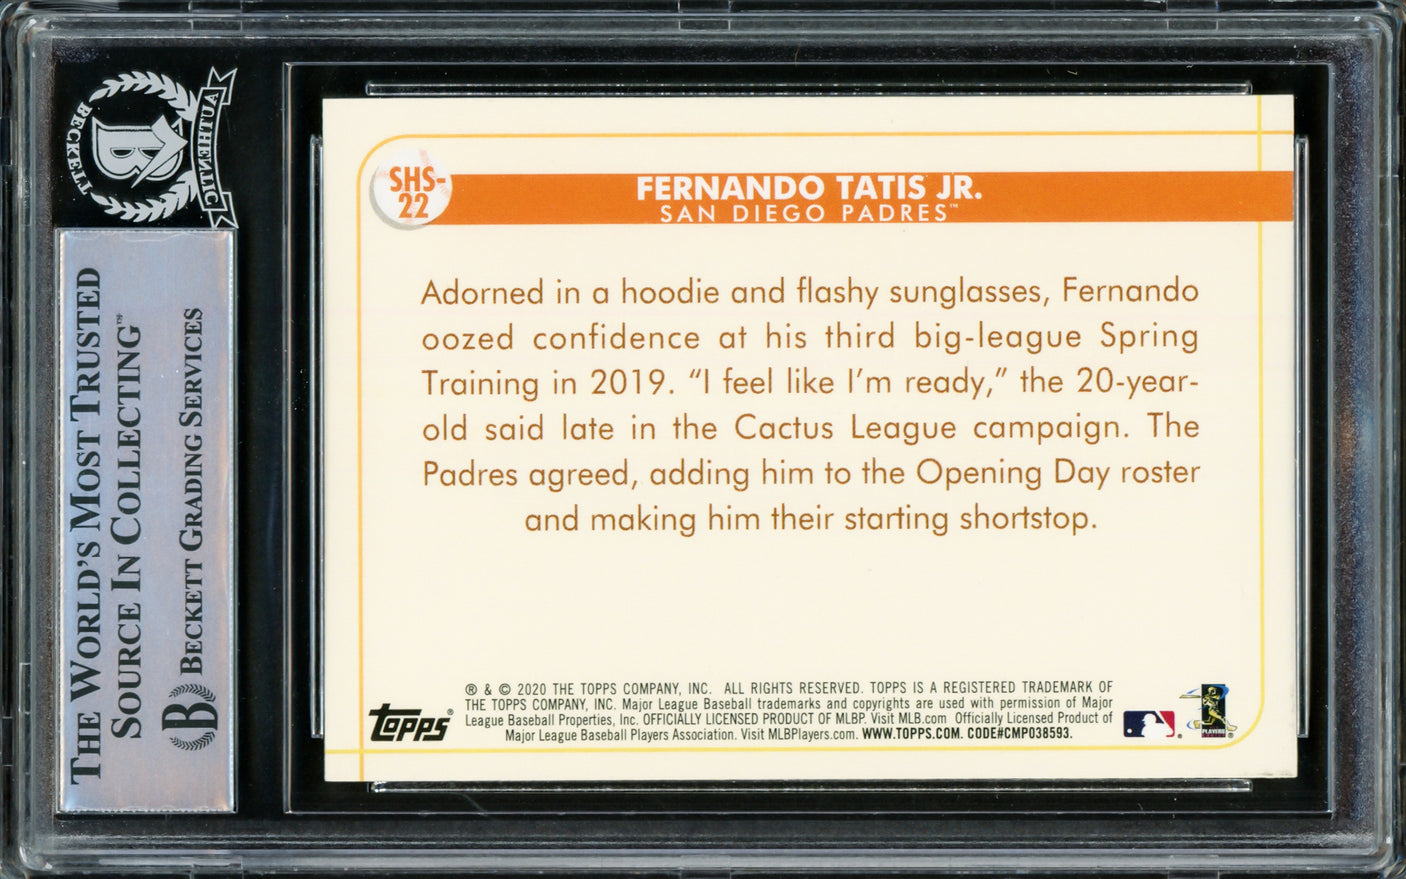 BECKETT
AUTHENTIC
B
THE WORLD'S MOST TRUSTED
SOURCE IN COLLECTING™
B BECKETT GRADING SERVICES
SHS-
22
FERNANDO TATIS JR.
SAN DIEGO PADRES™
Adorned in a hoodie and flashy sunglasses, Fernando
oozed confidence at his third big-league Spring
Training in 2019. “I feel like I’m ready,” the 20-year-
old said late in the Cactus League campaign. The
Padres agreed, adding him to the Opening Day roster
and making him their starting shortstop.
® & © 2020 THE TOPPS COMPANY, INC. ALL RIGHTS RESERVED. TOPPS IS A REGISTERED TRADEMARK OF
THE TOPPS COMPANY, INC. Major League Baseball trademarks and copyrights are used with permission of Major
League Baseball Properties, Inc. OFFICIALLY LICENSED PRODUCT OF MLBP. Visit MLB.com Officially Licensed Product of
Major League Baseball Players Association. Visit MLBPlayers.com. WWW.TOPPS.COM. CODE#CMP038593.
topps®
PLAYERS